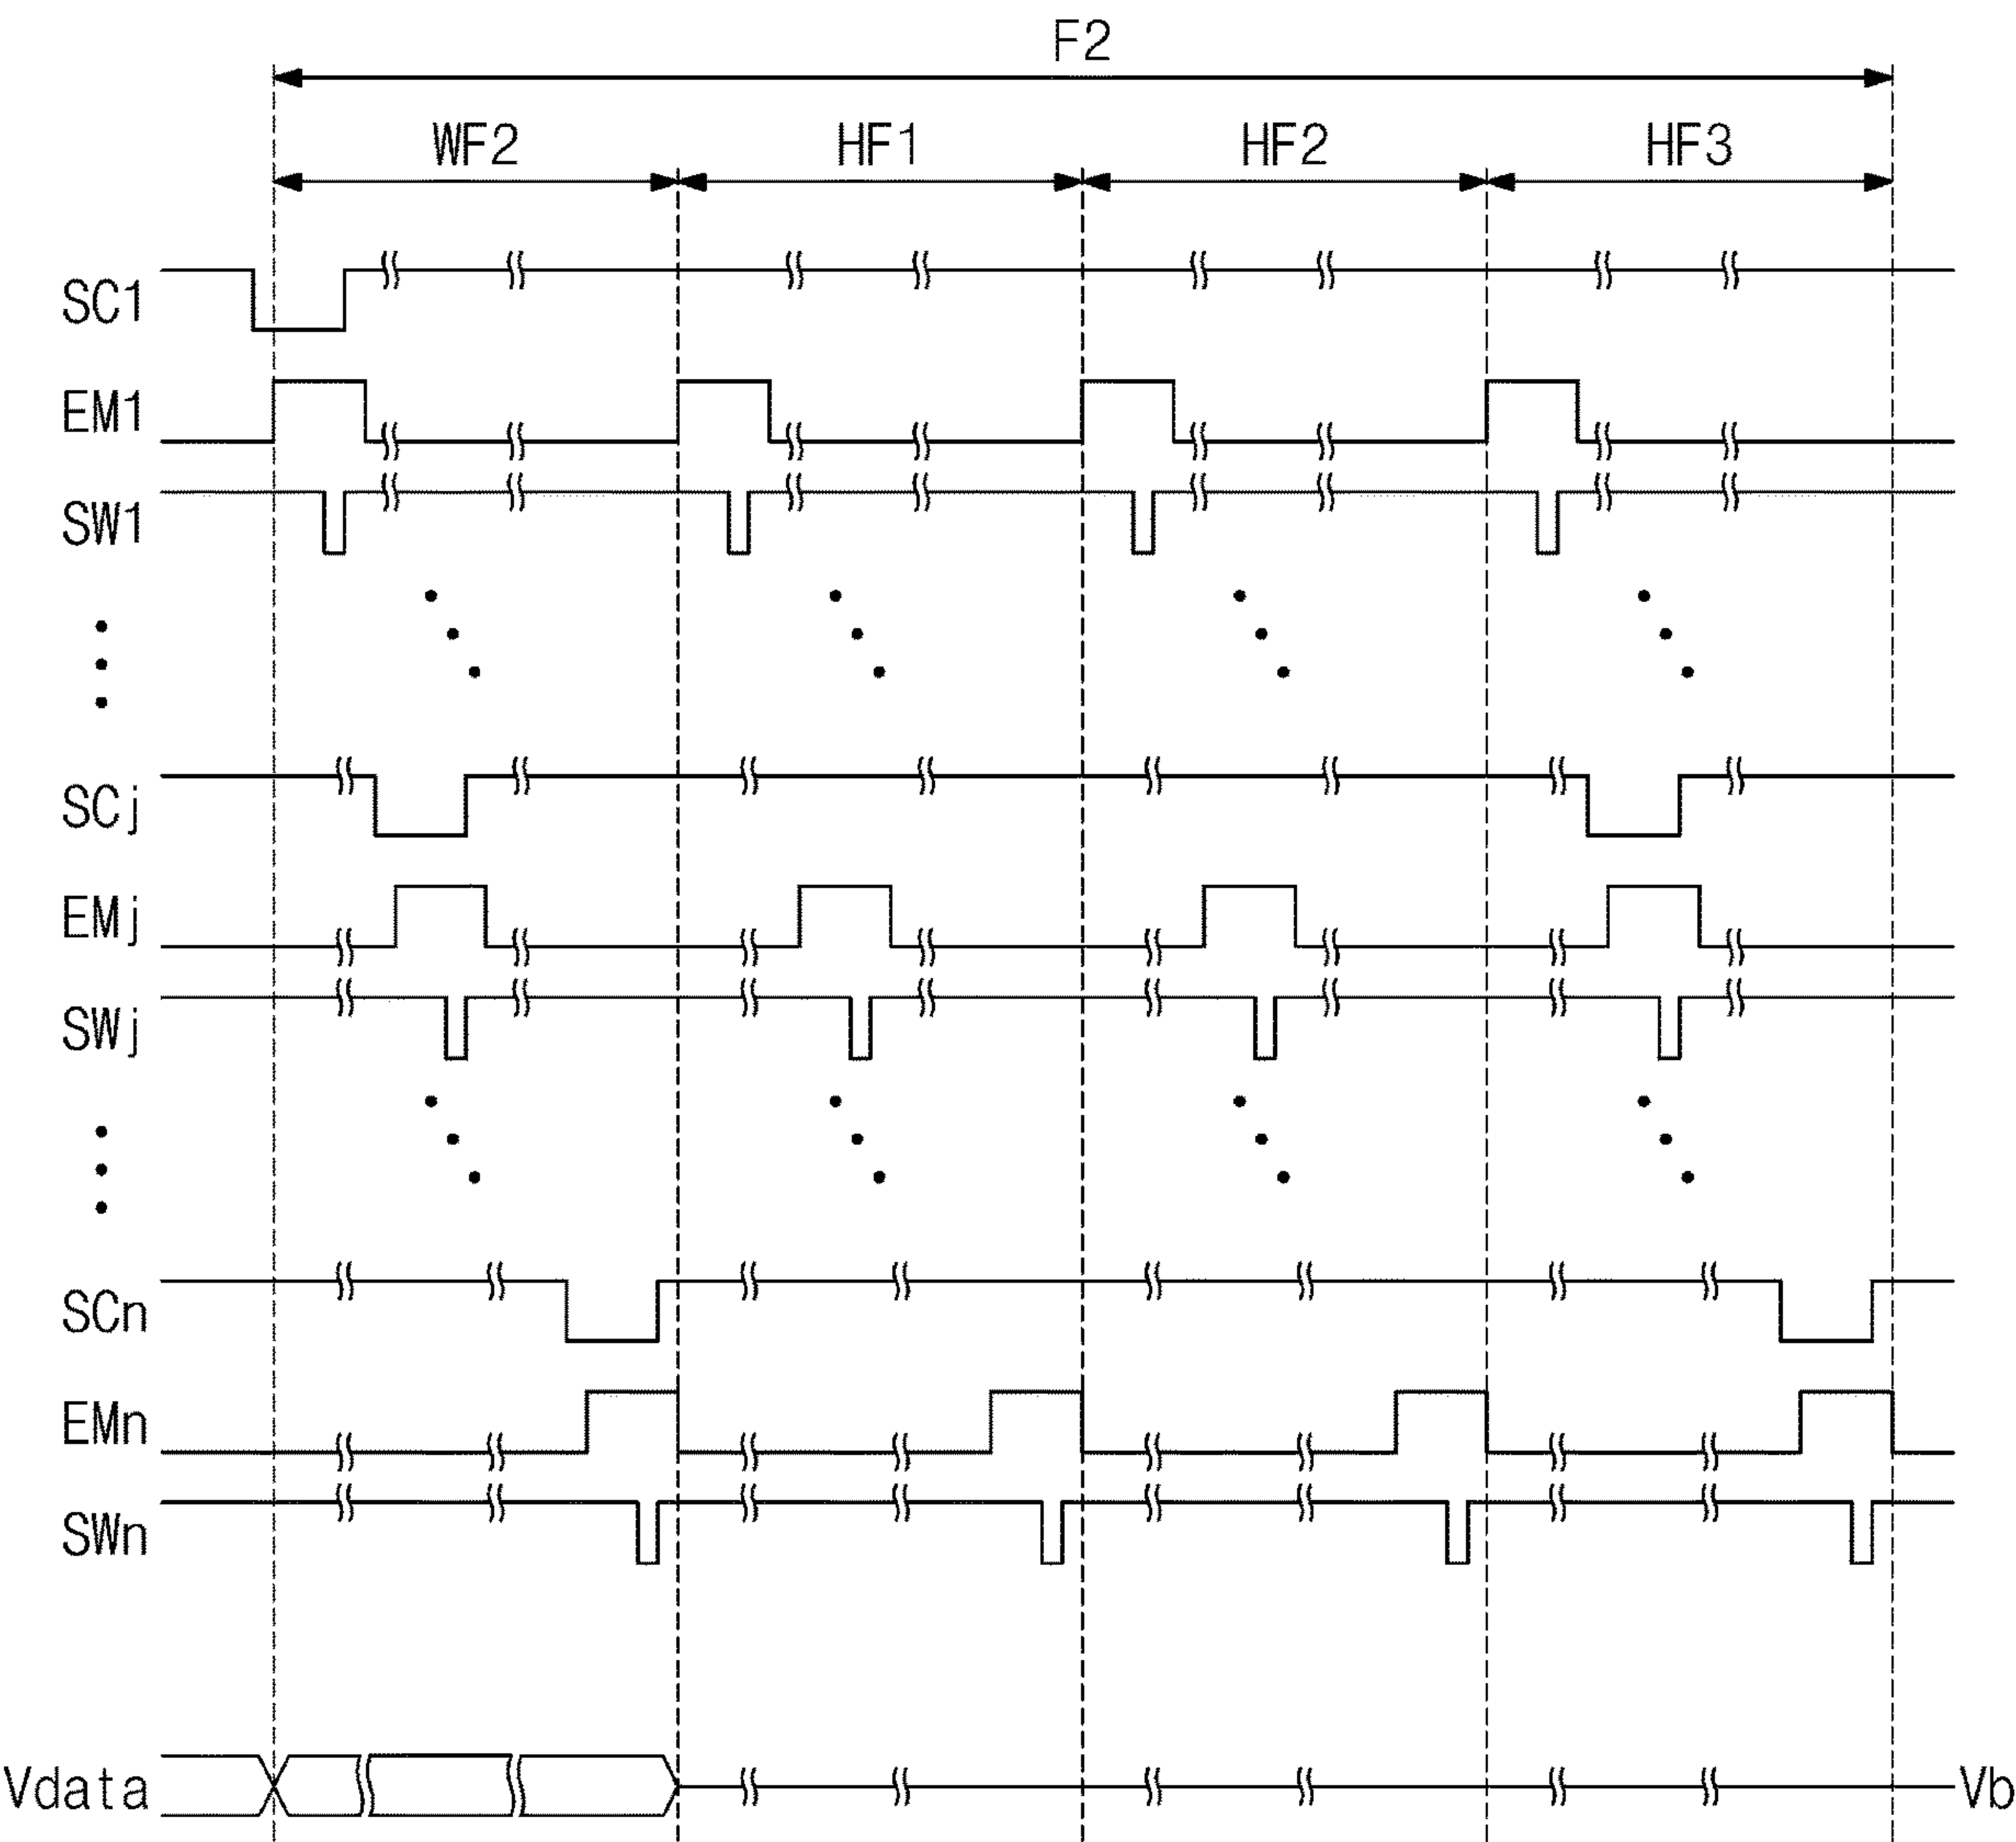 F2
WF2 HF1 HF2 HF3
SC1
EM1
SW1
SCj
EMj
SWj
SCn
EMn
SWn
Vdata Vb